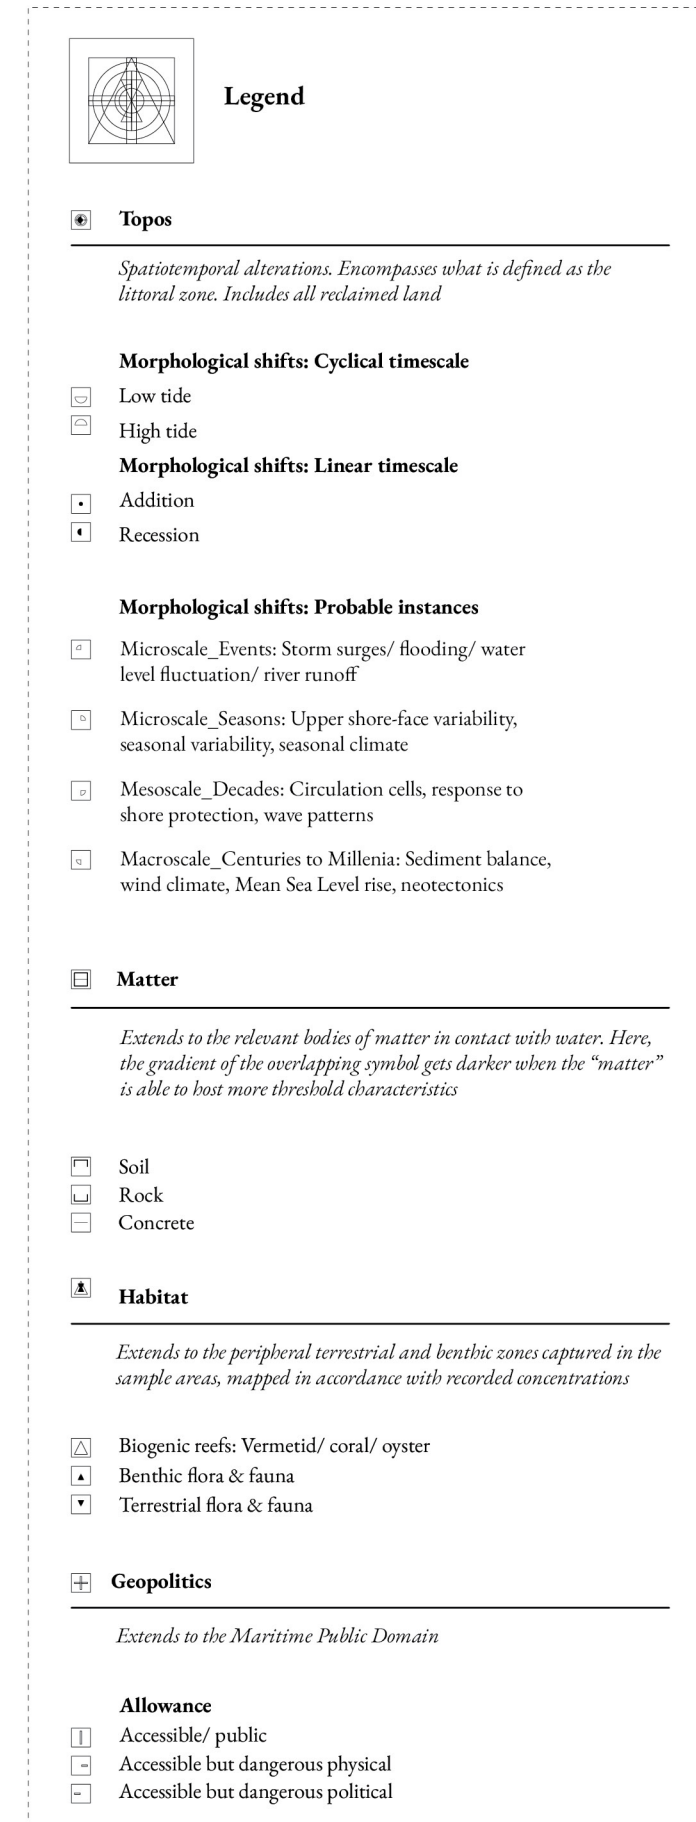 Legend
Topos
Spatiotemporal alterations. Encompasses what is defined as the
littoral zone. Includes all reclaimed land
Morphological shifts: Cyclical timescale
Low tide
High tide
Morphological shifts: Linear timescale
Addition
Recession
Morphological shifts: Probable instances
Microscale_Events: Storm surges/ flooding/ water
level fluctuation/ river runoff
Microscale_Seasons: Upper shore-face variability,
seasonal variability, seasonal climate
Mesoscale_Decades: Circulation cells, response to
shore protection, wave patterns
Macroscale_Centuries to Millenia: Sediment balance,
wind climate, Mean Sea Level rise, neotectonics
Matter
Extends to the relevant bodies of matter in contact with water. Here,
the gradient of the overlapping symbol gets darker when the “matter”
is able to host more threshold characteristics
Soil
Rock
Concrete
Habitat
Extends to the peripheral terrestrial and benthic zones captured in the
sample areas, mapped in accordance with recorded concentrations
Biogenic reefs: Vermetid/ coral/ oyster
Benthic flora & fauna
Terrestrial flora & fauna
Geopolitics
Extends to the Maritime Public Domain
Allowance
Accessible/ public
Accessible but dangerous physical
Accessible but dangerous political